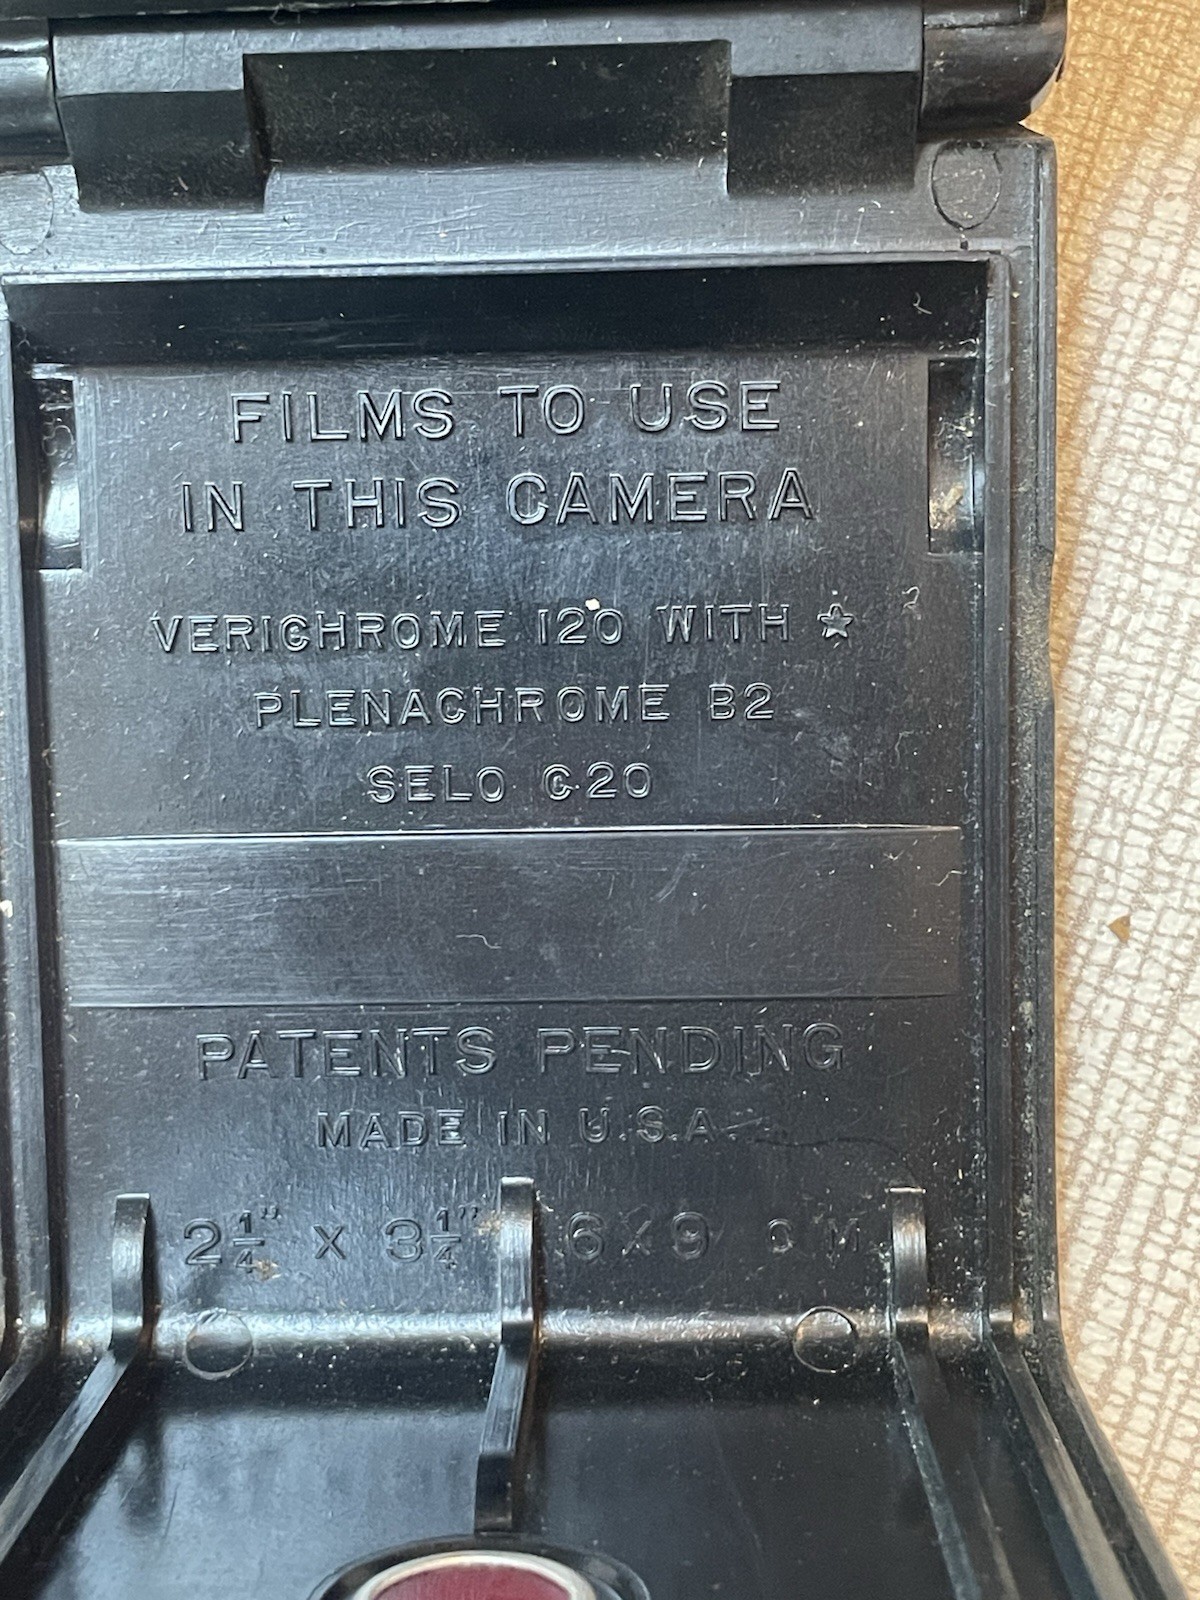 FILMS TO USE
IN THIS CAMERA
VERICHROME 120 WITH ☆
PLENACHROME B2
SELO C20
PATENTS PENDING
MADE IN U.S.A.
2¼" X 3¼" 6X9 CM